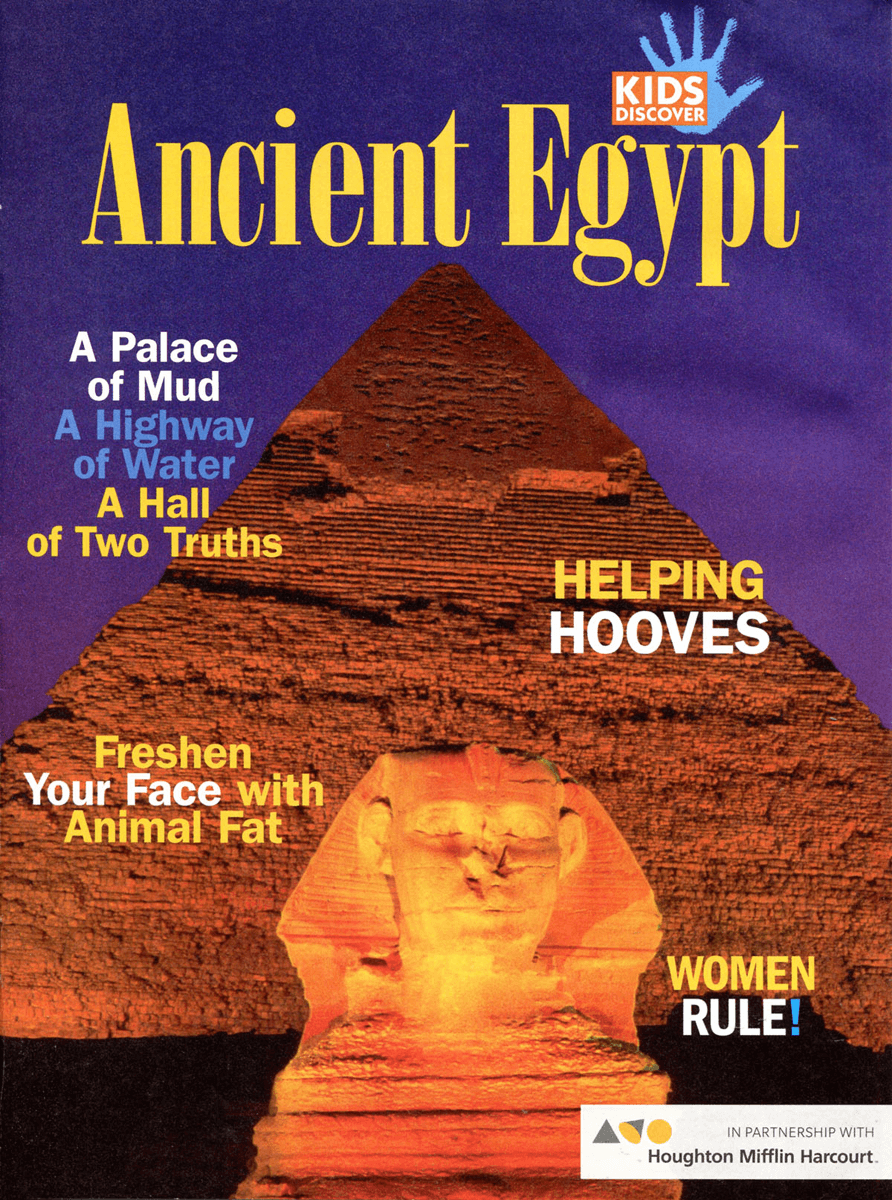 KIDS
DISCOVER
Ancient Egypt
A Palace
of Mud
A Highway
of Water
A Hall
of Two Truths
HELPING
HOOVES
Freshen
Your Face with
Animal Fat
WOMEN
RULE!
IN PARTNERSHIP WITH
Houghton Mifflin Harcourt